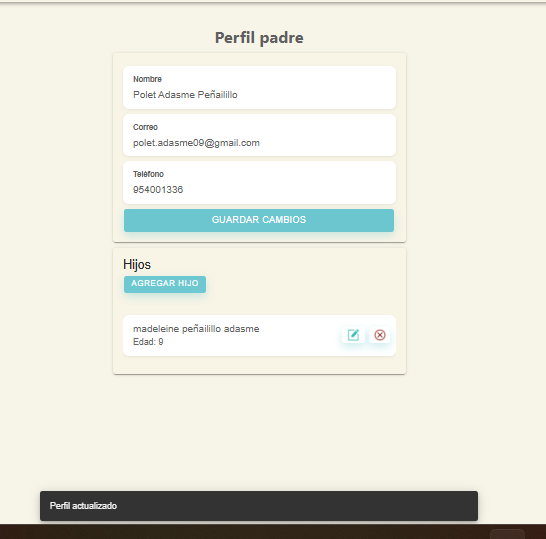 Perfil padre
Nombre
Polet Adasme Peñailillo
Correo
polet.adasme09@gmail.com
Teléfono
954001336
GUARDAR CAMBIOS
Hijos
AGREGAR HIJO
madeleine peñailillo adasme
Edad: 9
Perfil actualizado